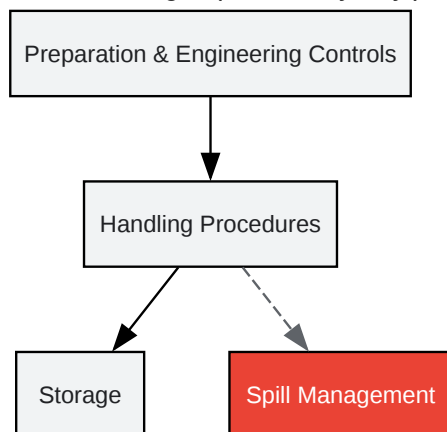 Preparation & Engineering Controls
Handling Procedures
Storage
Spill Management